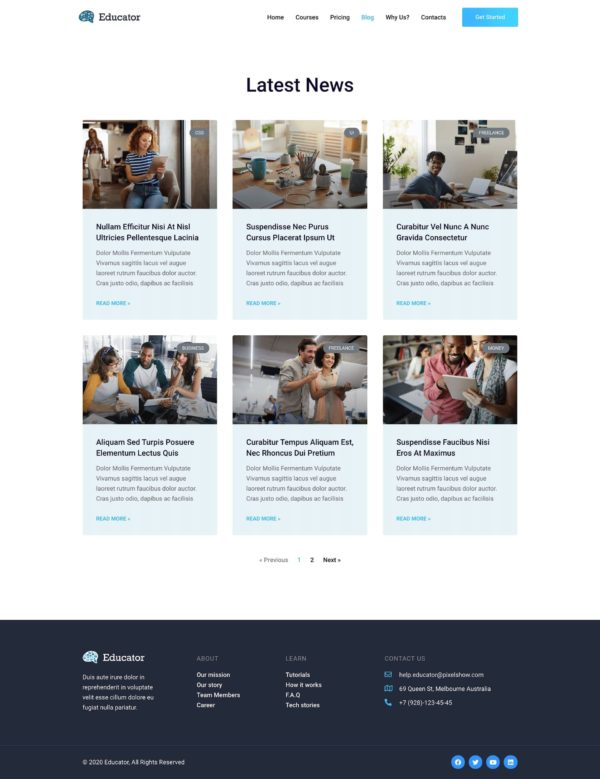 Educator
Home Courses Pricing Blog Why Us? Contacts Get Started
Latest News
CSS
UI
FREELANCE
Nullam Efficitur Nisi At Nisl
Ultricies Pellentesque Lacinia
Dolor Mollis Fermentum Vulputate
Vivamus sagittis lacus vel augue
laoreet rutrum faucibus dolor auctor.
Cras justo odio, dapibus ac facilisis
READ MORE »
Suspendisse Nec Purus
Cursus Placerat Ipsum Ut
Dolor Mollis Fermentum Vulputate
Vivamus sagittis lacus vel augue
laoreet rutrum faucibus dolor auctor.
Cras justo odio, dapibus ac facilisis
READ MORE »
Curabitur Vel Nunc A Nunc
Gravida Consectetur
Dolor Mollis Fermentum Vulputate
Vivamus sagittis lacus vel augue
laoreet rutrum faucibus dolor auctor.
Cras justo odio, dapibus ac facilisis
READ MORE »
BUSINESS
FREELANCE
MONEY
Aliquam Sed Turpis Posuere
Elementum Lectus Quis
Dolor Mollis Fermentum Vulputate
Vivamus sagittis lacus vel augue
laoreet rutrum faucibus dolor auctor.
Cras justo odio, dapibus ac facilisis
READ MORE »
Curabitur Tempus Aliquam Est,
Nec Rhoncus Dui Pretium
Dolor Mollis Fermentum Vulputate
Vivamus sagittis lacus vel augue
laoreet rutrum faucibus dolor auctor.
Cras justo odio, dapibus ac facilisis
READ MORE »
Suspendisse Faucibus Nisi
Eros At Maximus
Dolor Mollis Fermentum Vulputate
Vivamus sagittis lacus vel augue
laoreet rutrum faucibus dolor auctor.
Cras justo odio, dapibus ac facilisis
READ MORE »
« Previous 1 2 Next »
Educator
Duis aute irure dolor in
reprehenderit in voluptate
velit esse cillum dolore eu
fugiat nulla pariatur.
ABOUT
Our mission
Our story
Team Members
Career
LEARN
Tutorials
How it works
F.A.Q
Tech stories
CONTACT US
help.educator@pixelshow.com
69 Queen St, Melbourne Australia
+7 (928)-123-45-45
© 2020 Educator, All Rights Reserved